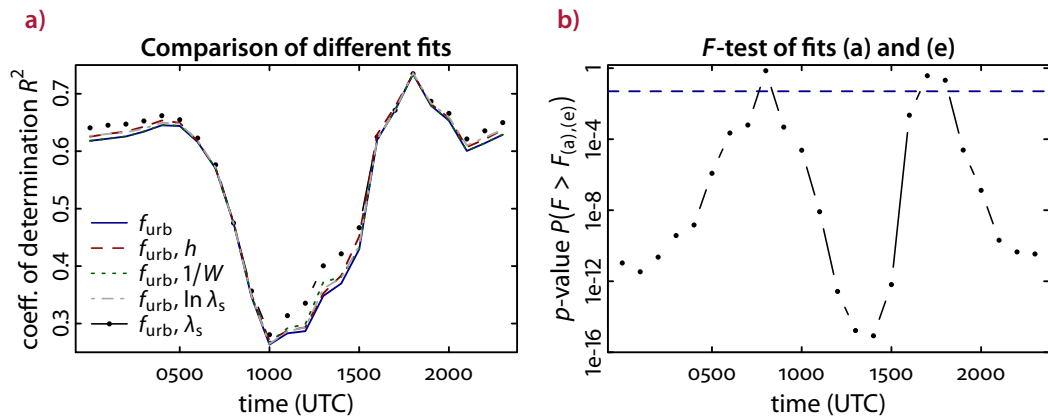 a)
Comparison of different fits
coeff. of determination R²
0.7
0.6
0.5
0.4
0.3
f_urb
f_urb, h
f_urb, 1/W
f_urb, ln λ_s
f_urb, λ_s
0500 1000 1500 2000
time (UTC)
b)
F-test of fits (a) and (e)
p-value P(F > F_(a),(e))
1
1e-4
1e-8
1e-12
1e-16
0500 1000 1500 2000
time (UTC)